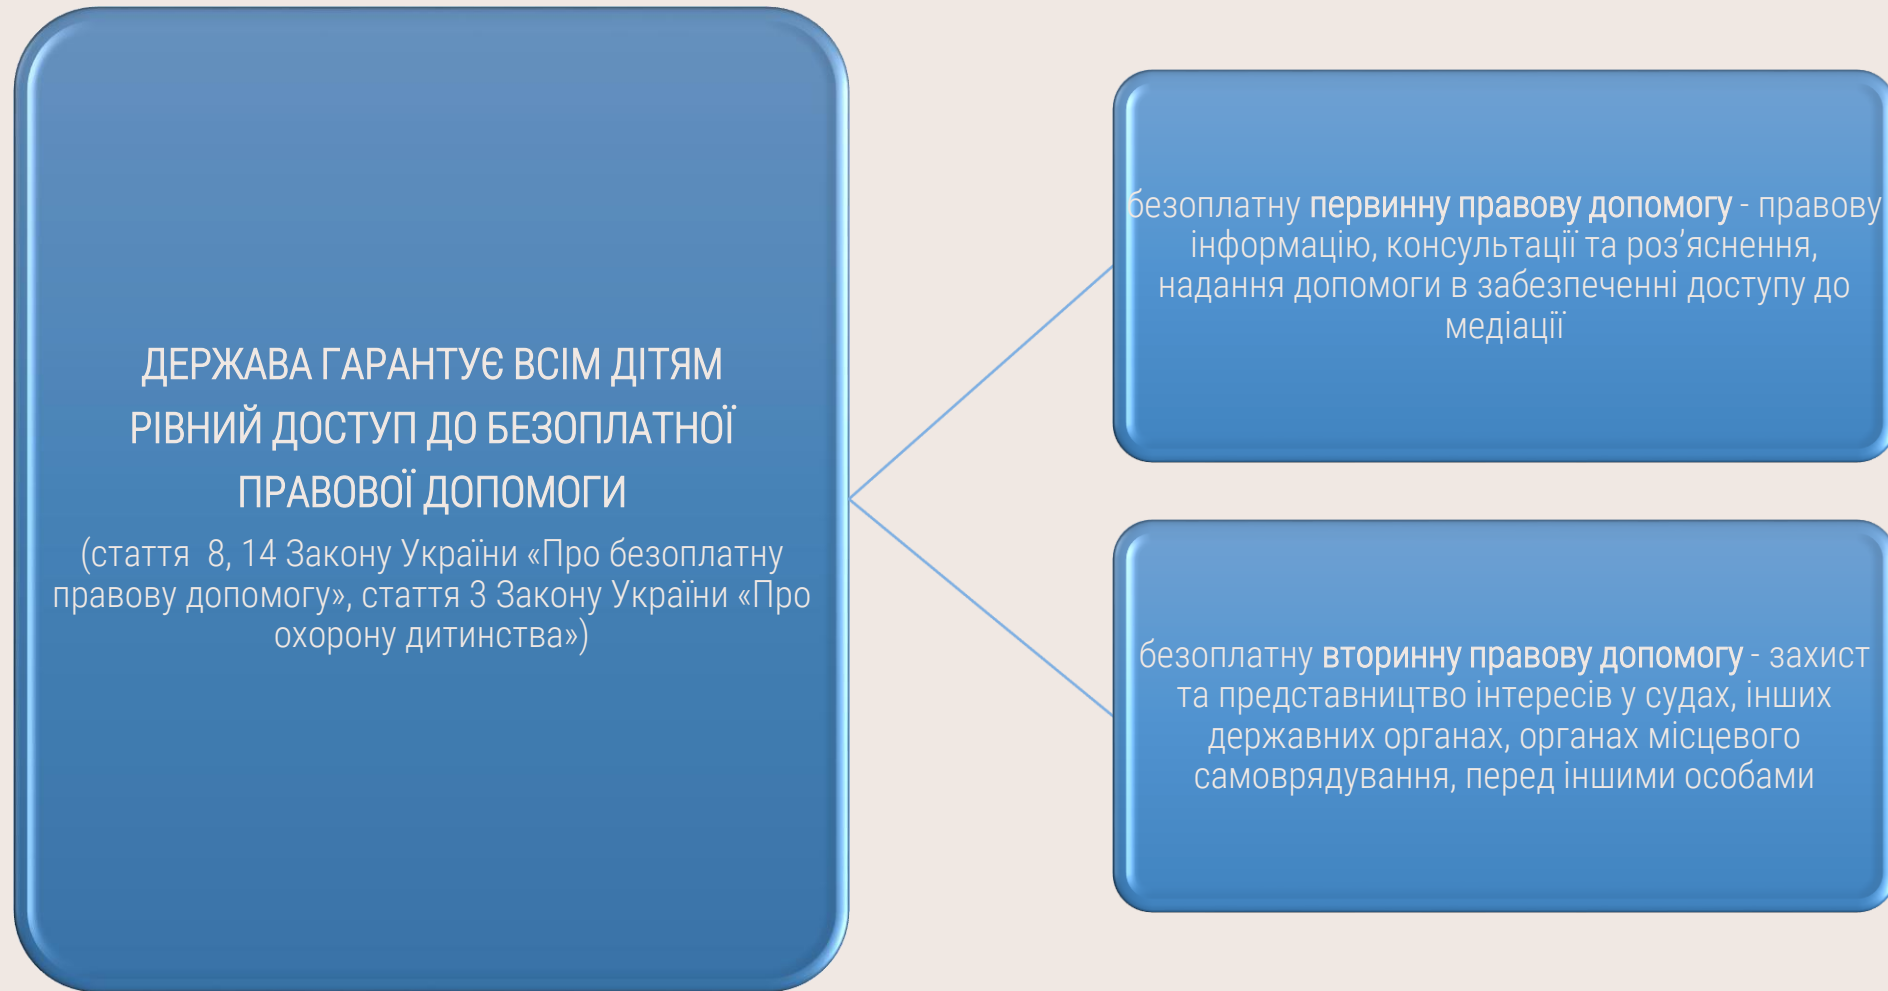 ДЕРЖАВА ГАРАНТУЄ ВСІМ ДІТЯМ
РІВНИЙ ДОСТУП ДО БЕЗОПЛАТНОЇ
ПРАВОВОЇ ДОПОМОГИ
(стаття  8, 14 Закону України «Про безоплатну
правову допомогу», стаття 3 Закону України «Про
охорону дитинства»)
безоплатну первинну правову допомогу - правову
інформацію, консультації та роз’яснення,
надання допомоги в забезпеченні доступу до
медіації
безоплатну вторинну правову допомогу - захист
та представництво інтересів у судах, інших
державних органах, органах місцевого
самоврядування, перед іншими особами